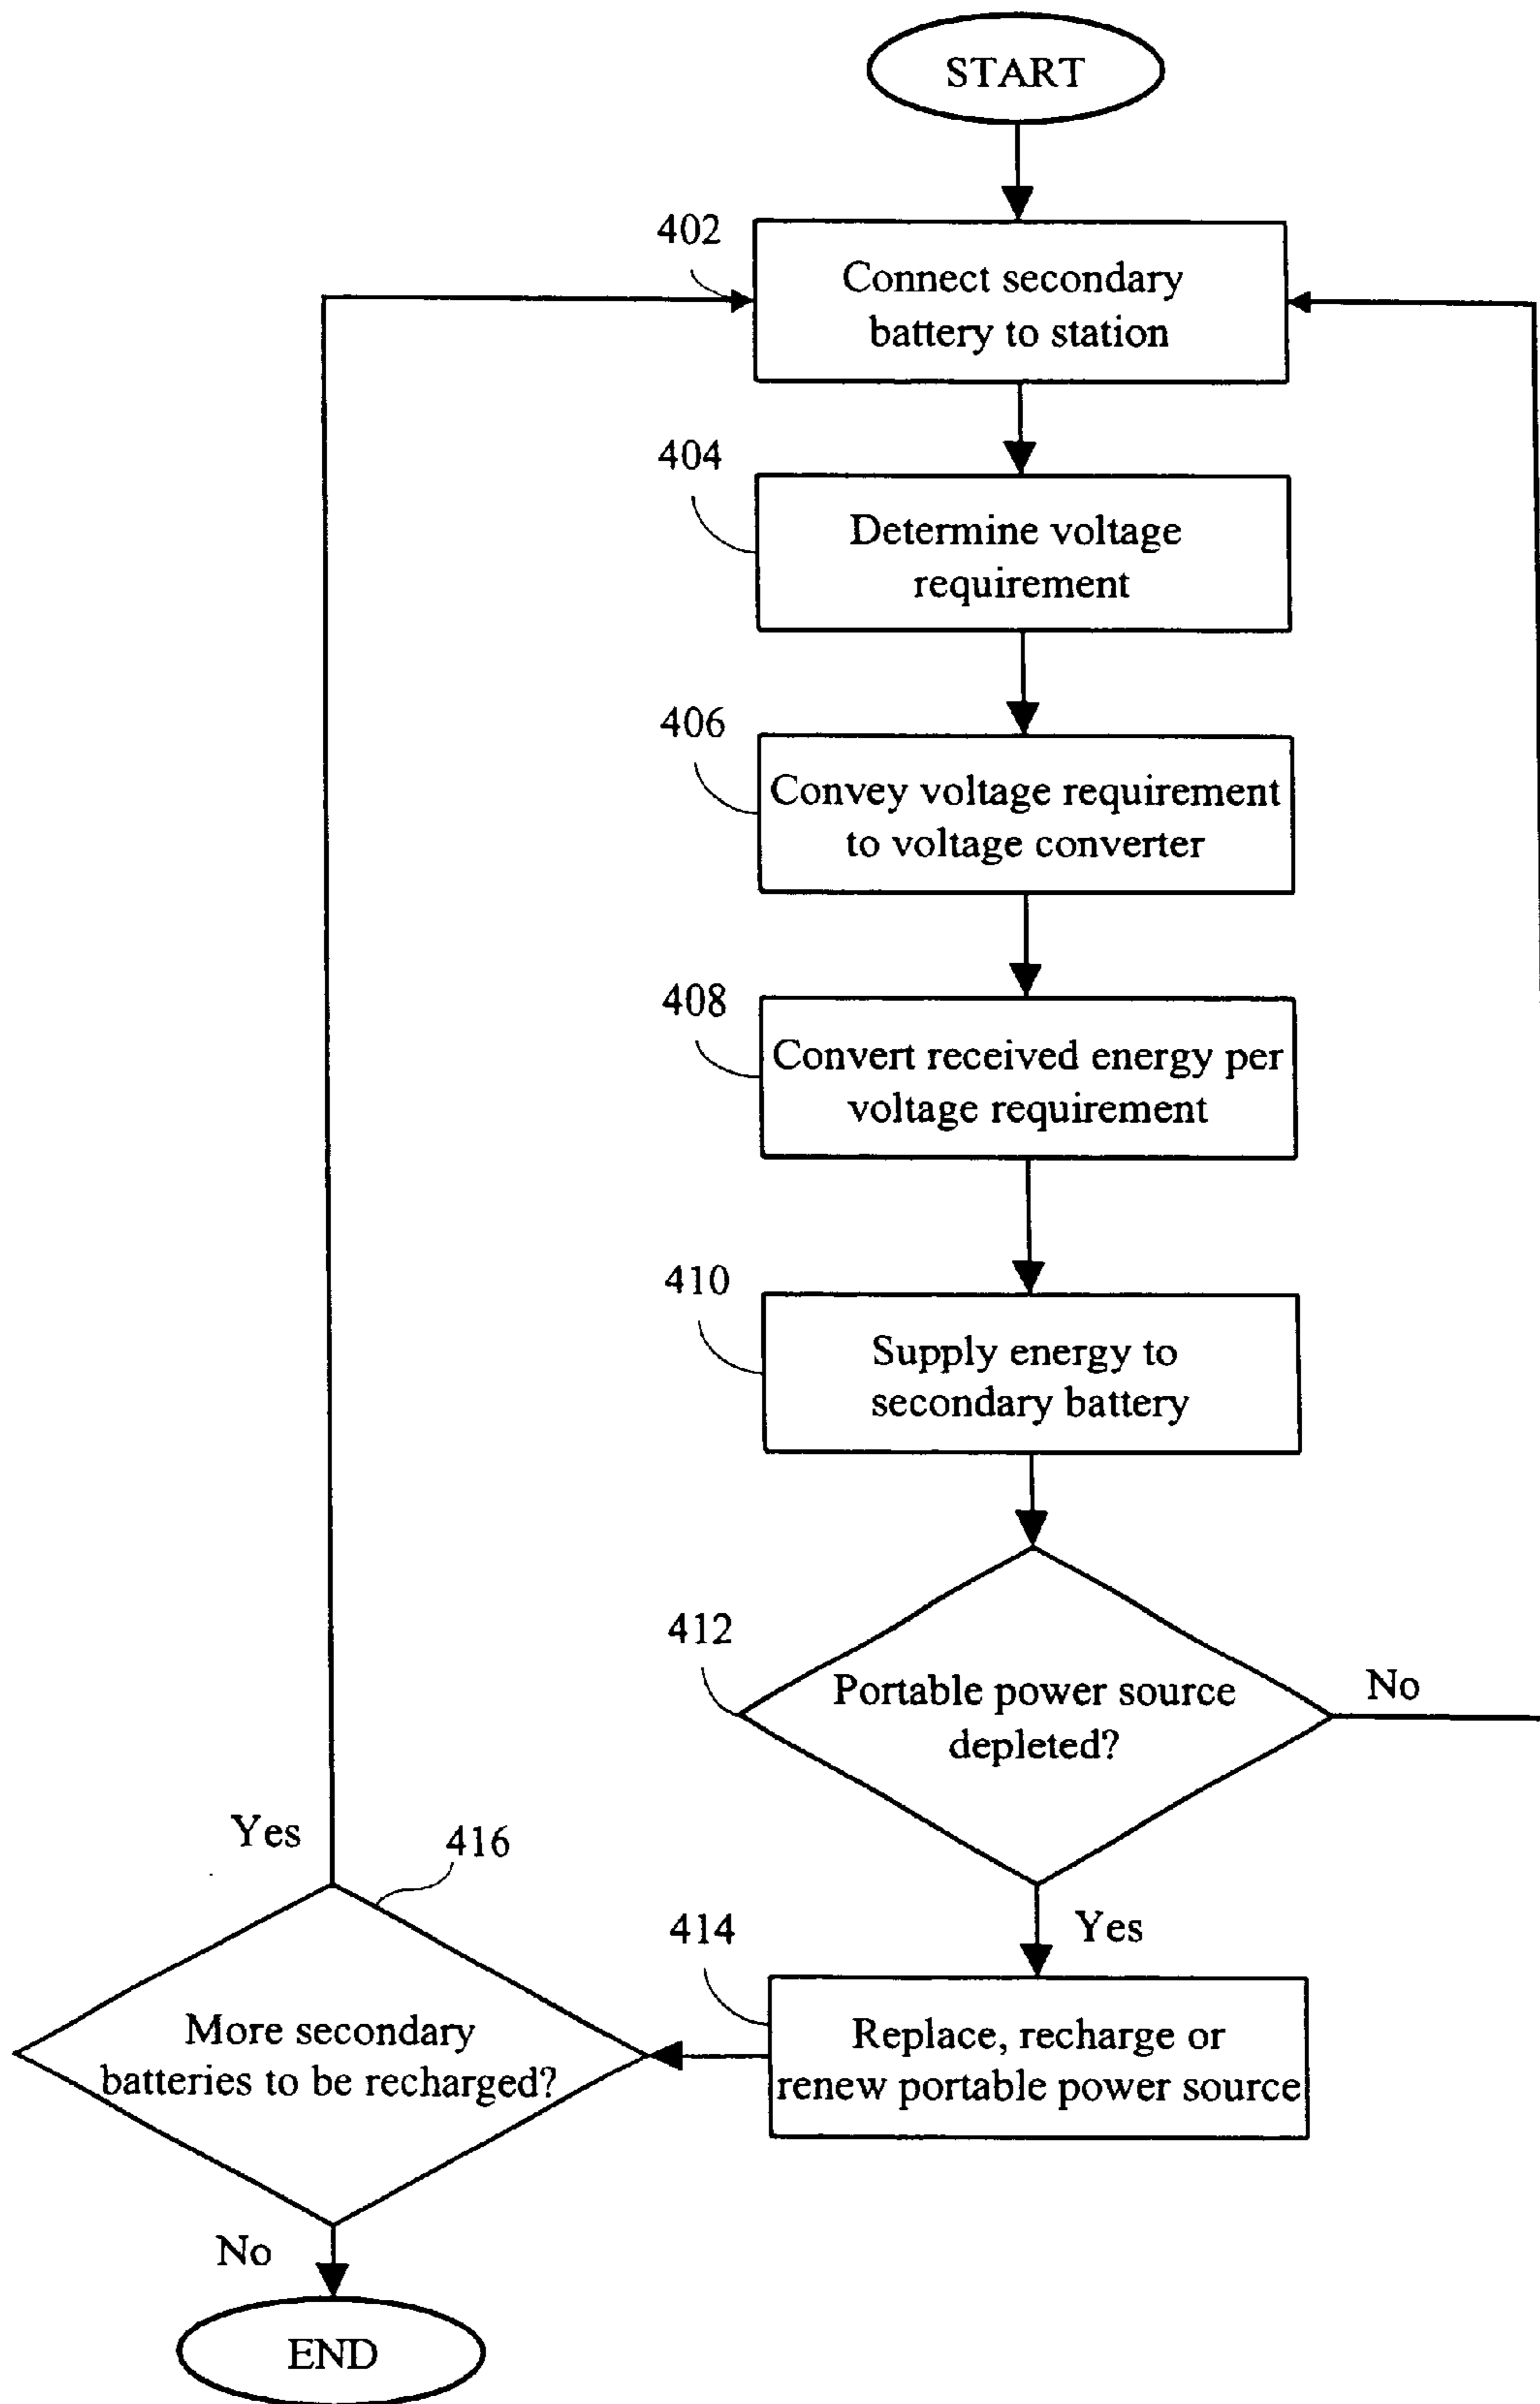 START
402
Connect secondary
battery to station
404
Determine voltage
requirement
406
Convey voltage requirement
to voltage converter
408
Convert received energy per
voltage requirement
410
Supply energy to
secondary battery
412
Portable power source
depleted?
No
Yes
414
Replace, recharge or
renew portable power source
416
Yes
More secondary
batteries to be recharged?
No
END